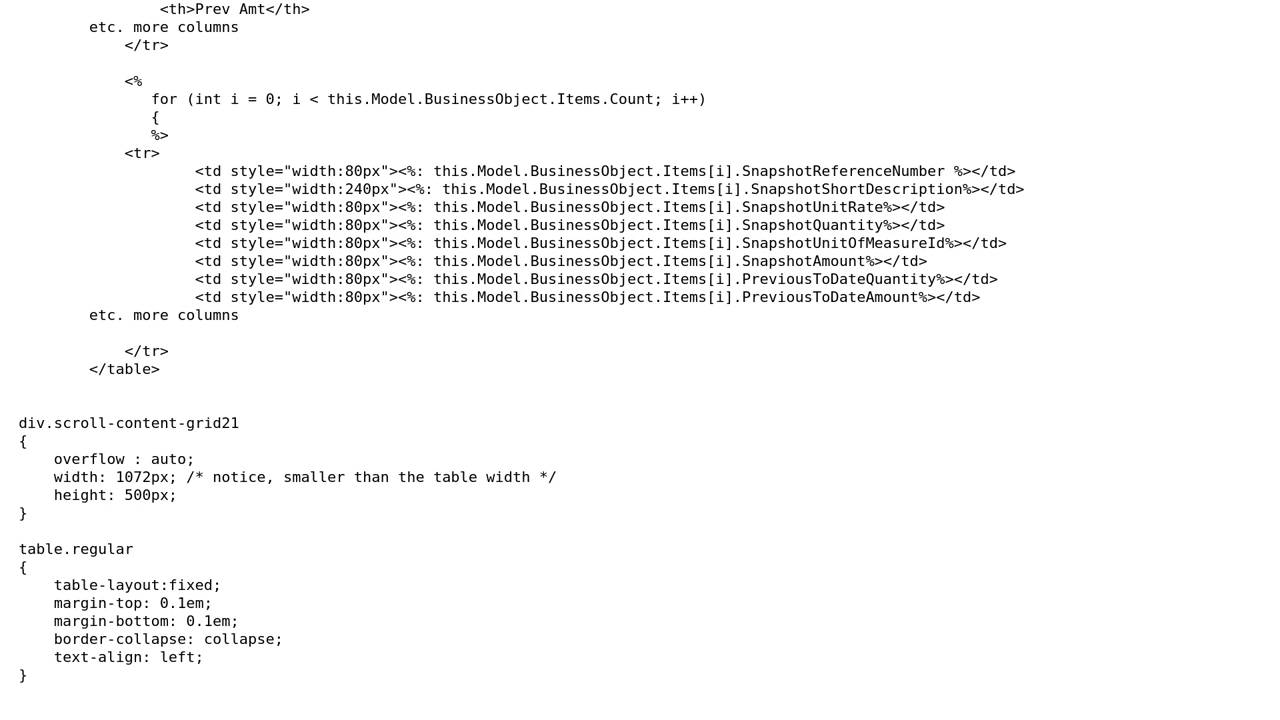 <th>Prev Amt</th>
etc. more columns
</tr>
<%
for (int i = 0; i < this.Model.BusinessObject.Items.Count; i++)
{
%>
<tr>
<td style="width:80px"><%: this.Model.BusinessObject.Items[i].SnapshotReferenceNumber %></td>
<td style="width:240px"><%: this.Model.BusinessObject.Items[i].SnapshotShortDescription%></td>
<td style="width:80px"><%: this.Model.BusinessObject.Items[i].SnapshotUnitRate%></td>
<td style="width:80px"><%: this.Model.BusinessObject.Items[i].SnapshotQuantity%></td>
<td style="width:80px"><%: this.Model.BusinessObject.Items[i].SnapshotUnitOfMeasureId%></td>
<td style="width:80px"><%: this.Model.BusinessObject.Items[i].SnapshotAmount%></td>
<td style="width:80px"><%: this.Model.BusinessObject.Items[i].PreviousToDateQuantity%></td>
<td style="width:80px"><%: this.Model.BusinessObject.Items[i].PreviousToDateAmount%></td>
etc. more columns
</tr>
</table>
div.scroll-content-grid21
{
overflow : auto;
width: 1072px; /* notice, smaller than the table width */
height: 500px;
}
table.regular
{
table-layout:fixed;
margin-top: 0.1em;
margin-bottom: 0.1em;
border-collapse: collapse;
text-align: left;
}